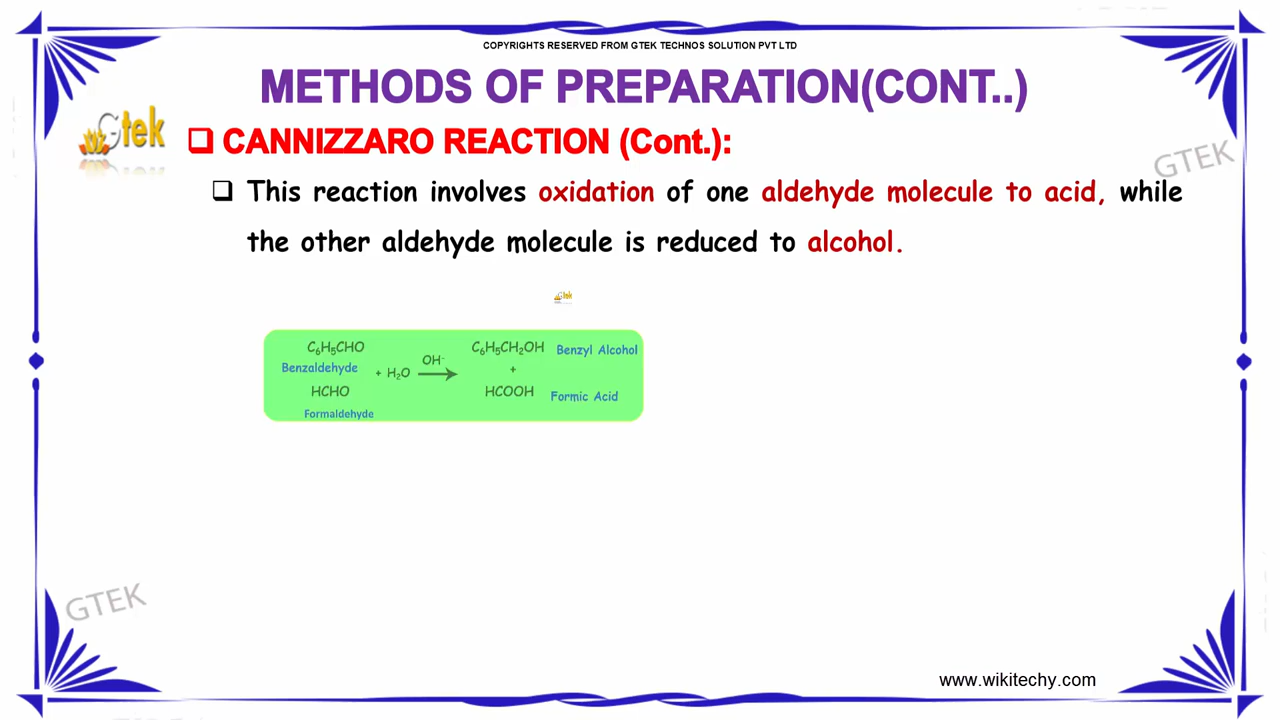 COPYRIGHTS RESERVED FROM GTEK TECHNOS SOLUTION PVT LTD
METHODS OF PREPARATION(CONT..)
Gtek
CANNIZZARO REACTION (Cont.):
GTEK
This reaction involves oxidation of one aldehyde molecule to acid, while
the other aldehyde molecule is reduced to alcohol.
Gtek
C₆H₅CHO
Benzaldehyde
HCHO
Formaldehyde
+ H₂O
OH⁻
C₆H₅CH₂OH Benzyl Alcohol
+
HCOOH Formic Acid
GTEK
www.wikitechy.com